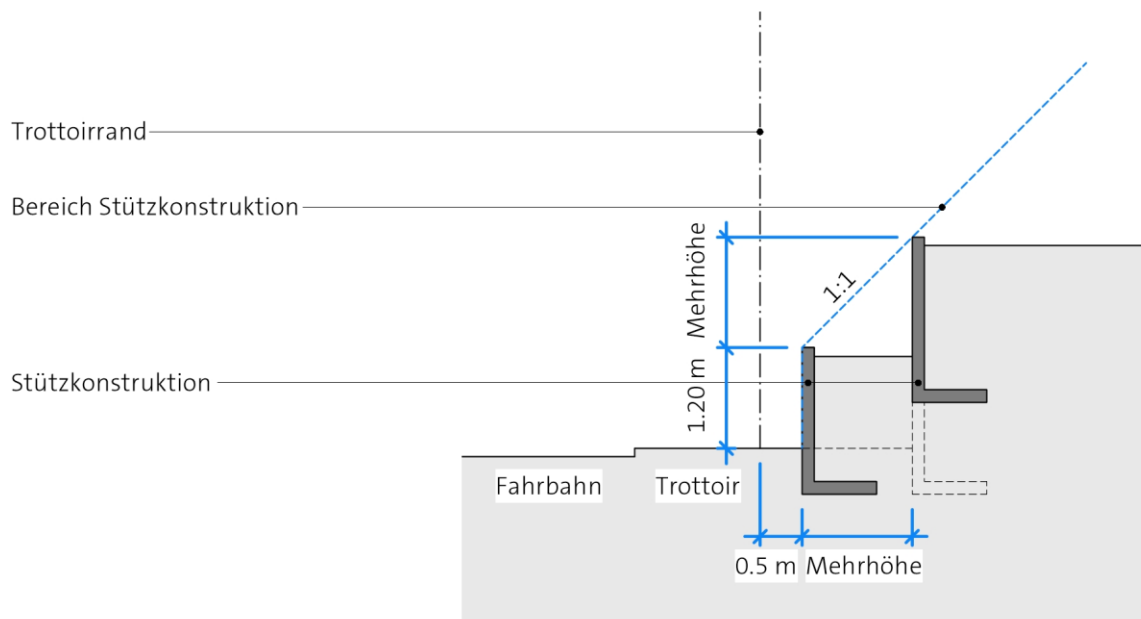 Trottoirrand
Bereich Stützkonstruktion
Mehrhöhe
1:1
Stützkonstruktion
1.20 m
Fahrbahn
Trottoir
0.5 m
Mehrhöhe